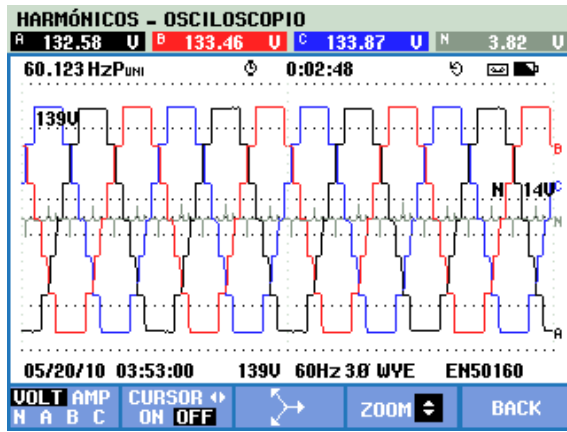 HARMÓNICOS – OSCILOSCOPIO
A 132.58 V B 133.46 V C 133.87 V N 3.82 V
60.123 HzPUNI 0:02:48
139V
B
N 14V C
N
A
05/20/10 03:53:00 139V 60Hz 3Ø WYE EN50160
VOLT AMP CURSOR ZOOM BACK
N A B C ON OFF